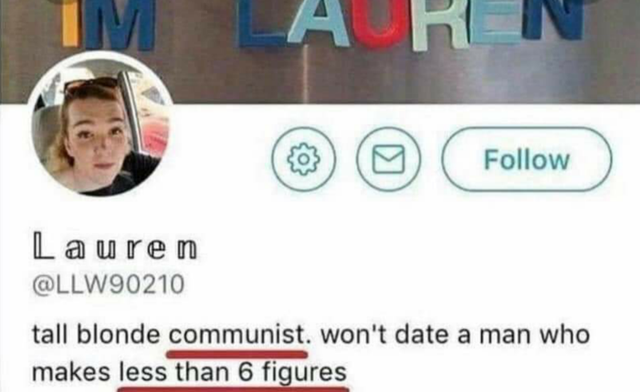 IM LAUREN
Follow
Lauren
@LLW90210
tall blonde communist. won't date a man who
makes less than 6 figures